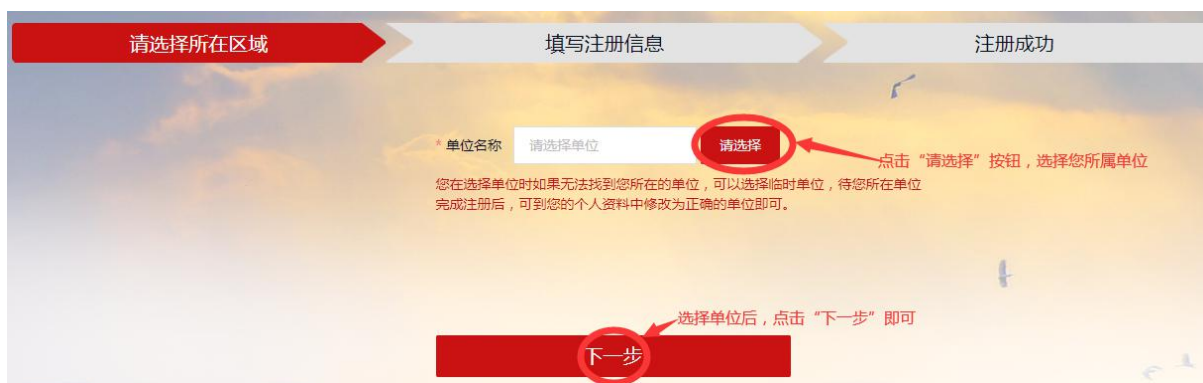 请选择所在区域
填写注册信息
注册成功
* 单位名称 请选择单位 请选择
点击“请选择”按钮，选择您所属单位
您在选择单位时如果无法找到您所在的单位，可以选择临时单位，待您所在单位
完成注册后，可到您的个人资料中修改为正确的单位即可。
选择单位后，点击“下一步”即可
下一步